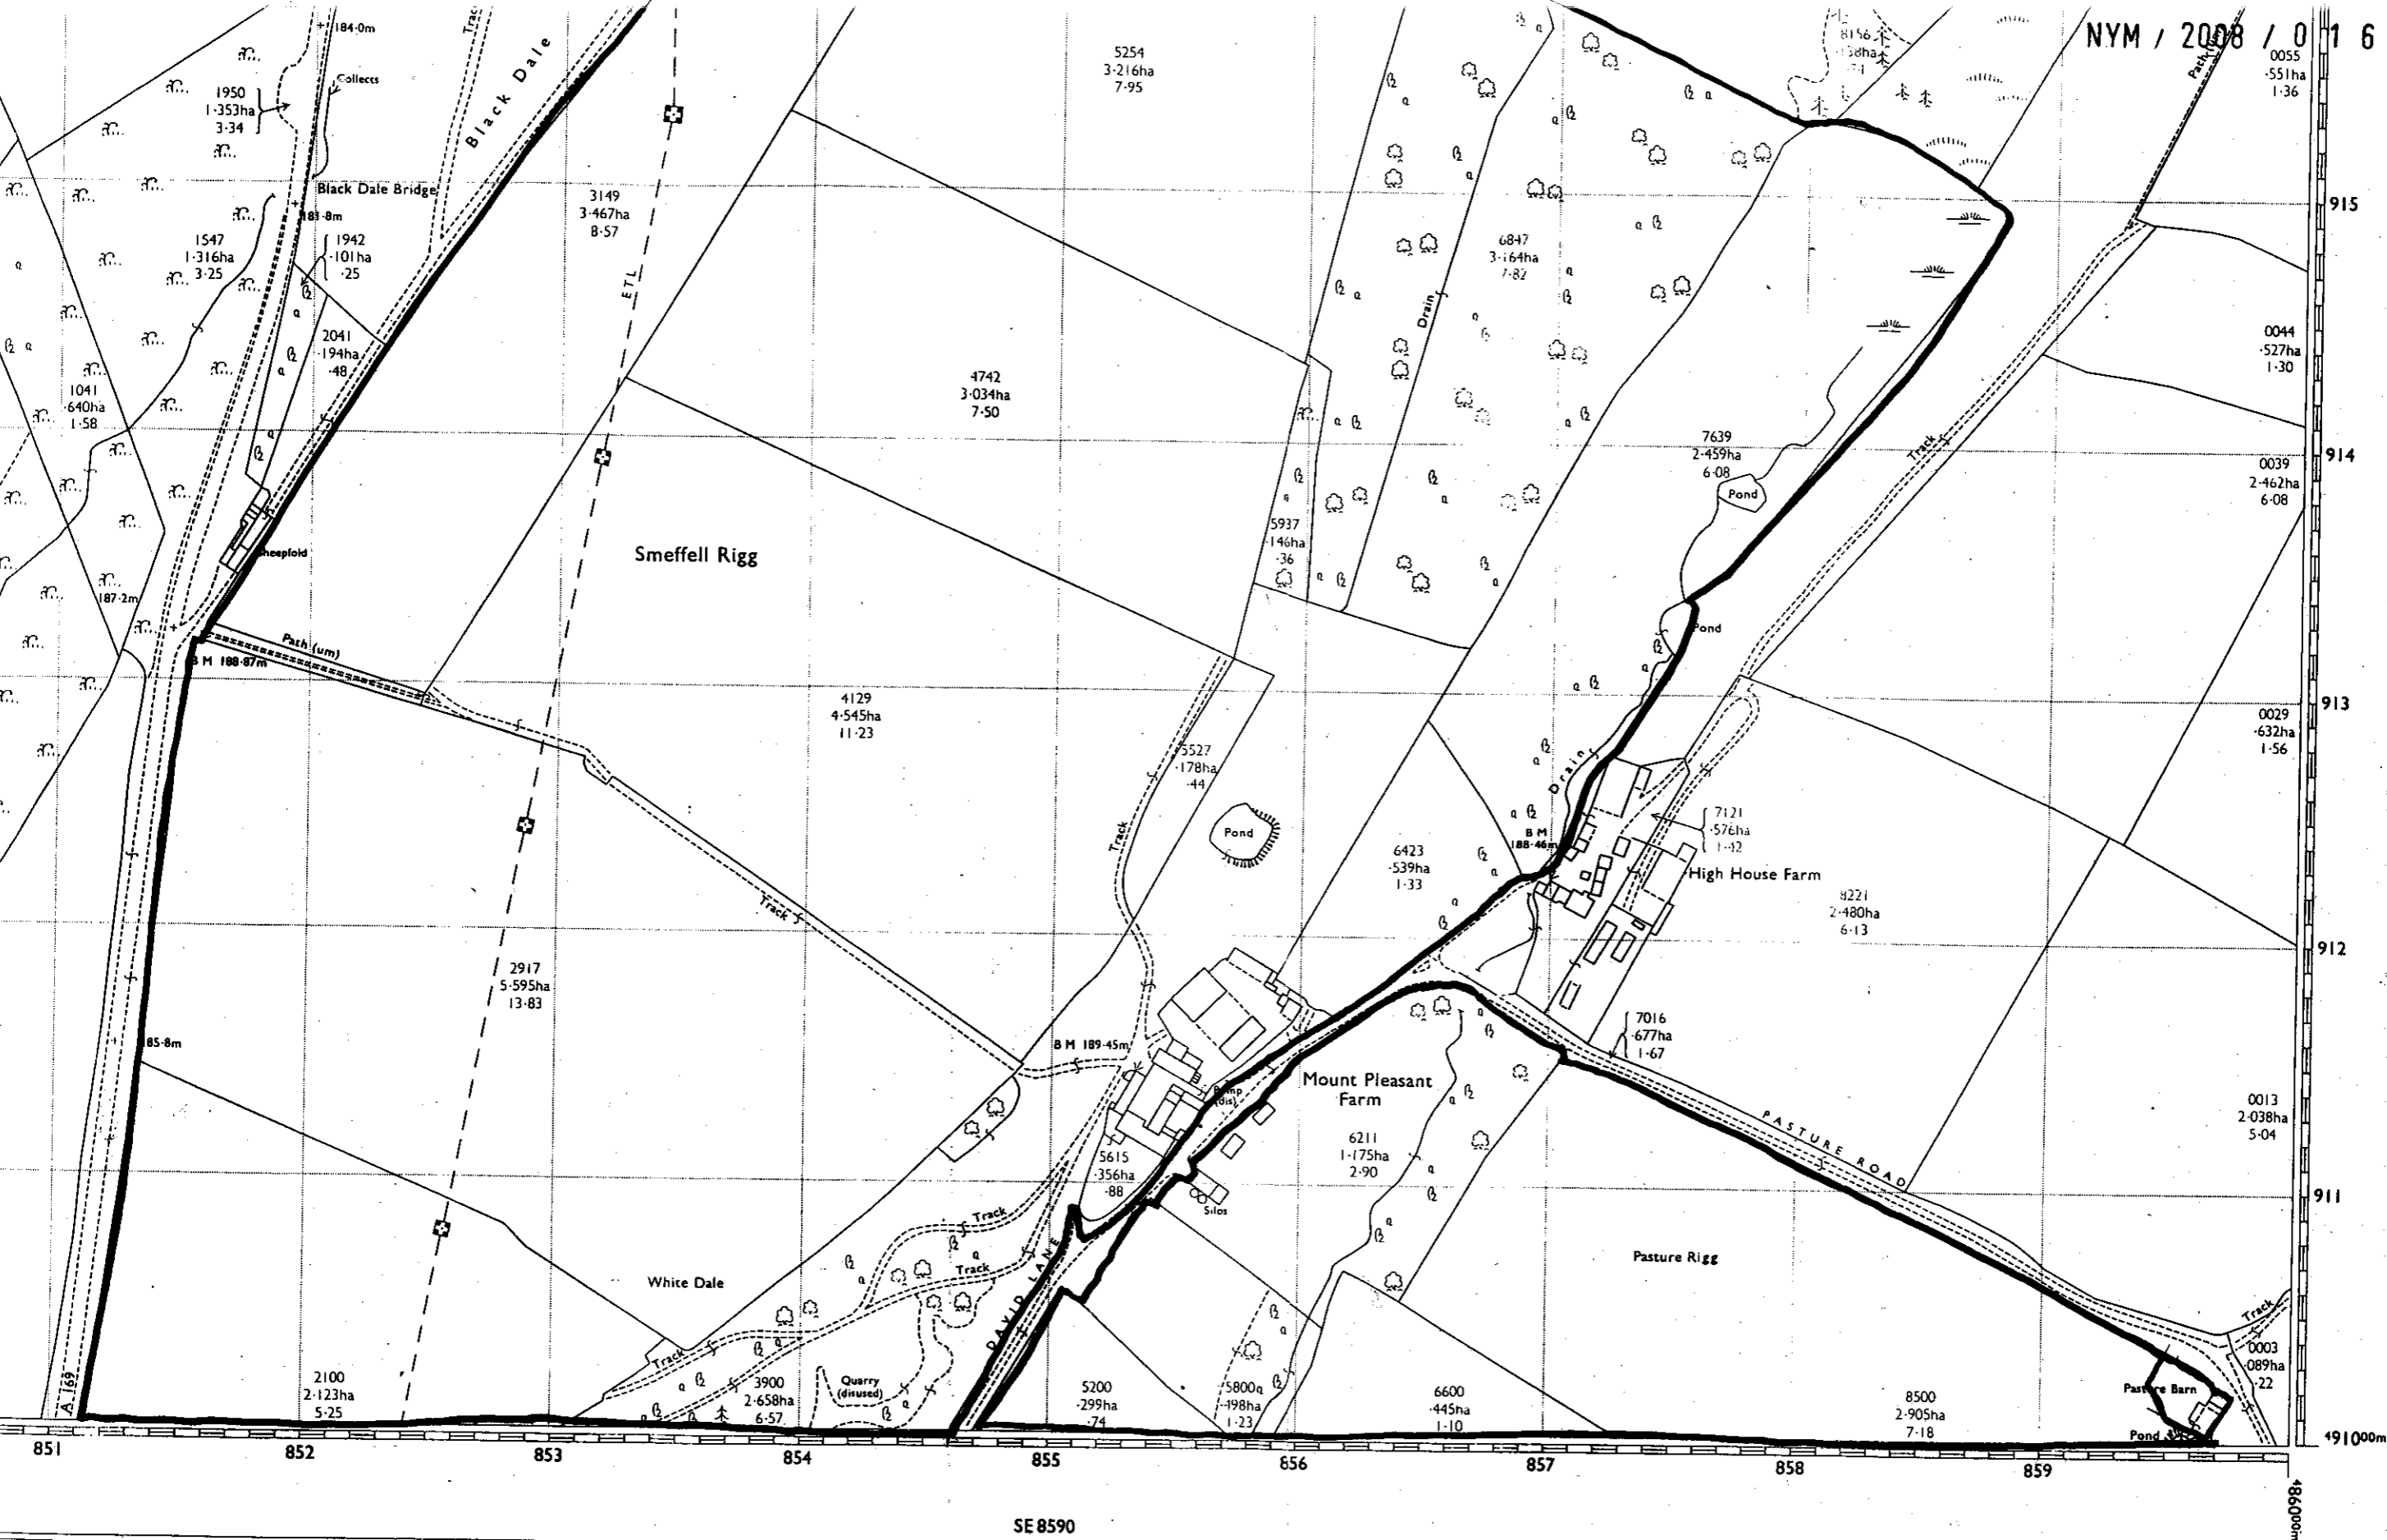 NYM / 2008 / 0 1 6
184·0m
Track
Collects
1950
1·353ha
3·34
Black Dale
Black Dale Bridge
1547
1·316ha
3·25
1942
·101ha
·25
2041
·194ha
·48
1041
·640ha
1·58
187·2m
B M 188·87m
Path (um)
3149
3·467ha
8·57
ETL
5254
3·216ha
7·95
4742
3·034ha
7·50
Smeffell Rigg
4129
4·545ha
11·23
Drain
6847
3·164ha
7·82
5937
·146ha
·36
8156
Path
0055
·551ha
1·36
915
0044
·527ha
1·30
7639
2·459ha
6·08
Pond
Track
914
0039
2·462ha
6·08
Pond
5527
·178ha
·44
Track
Pond
6423
·539ha
1·33
Drain
B M
188·46m
7121
·576ha
1·42
High House Farm
8221
2·480ha
6·13
0029
·632ha
1·56
913
912
Track
2917
5·595ha
13·83
B M 189·45m
Mount Pleasant
Farm
6211
1·175ha
2·90
7016
·677ha
1·67
PASTURE ROAD
0013
2·038ha
5·04
5615
·356ha
·88
Silos
911
Track
Track
DAVID LANE
White Dale
Track
Pasture Rigg
Track
0003
·089ha
·22
Pasture Barn
Pond
A 169
2100
2·123ha
5·25
3900
2·658ha
6·57
Quarry
(disused)
5200
·299ha
·74
5800
·498ha
1·23
6600
·445ha
1·10
8500
2·905ha
7·18
491000m
851
852
853
854
855
856
857
858
859
486000m
SE 8590